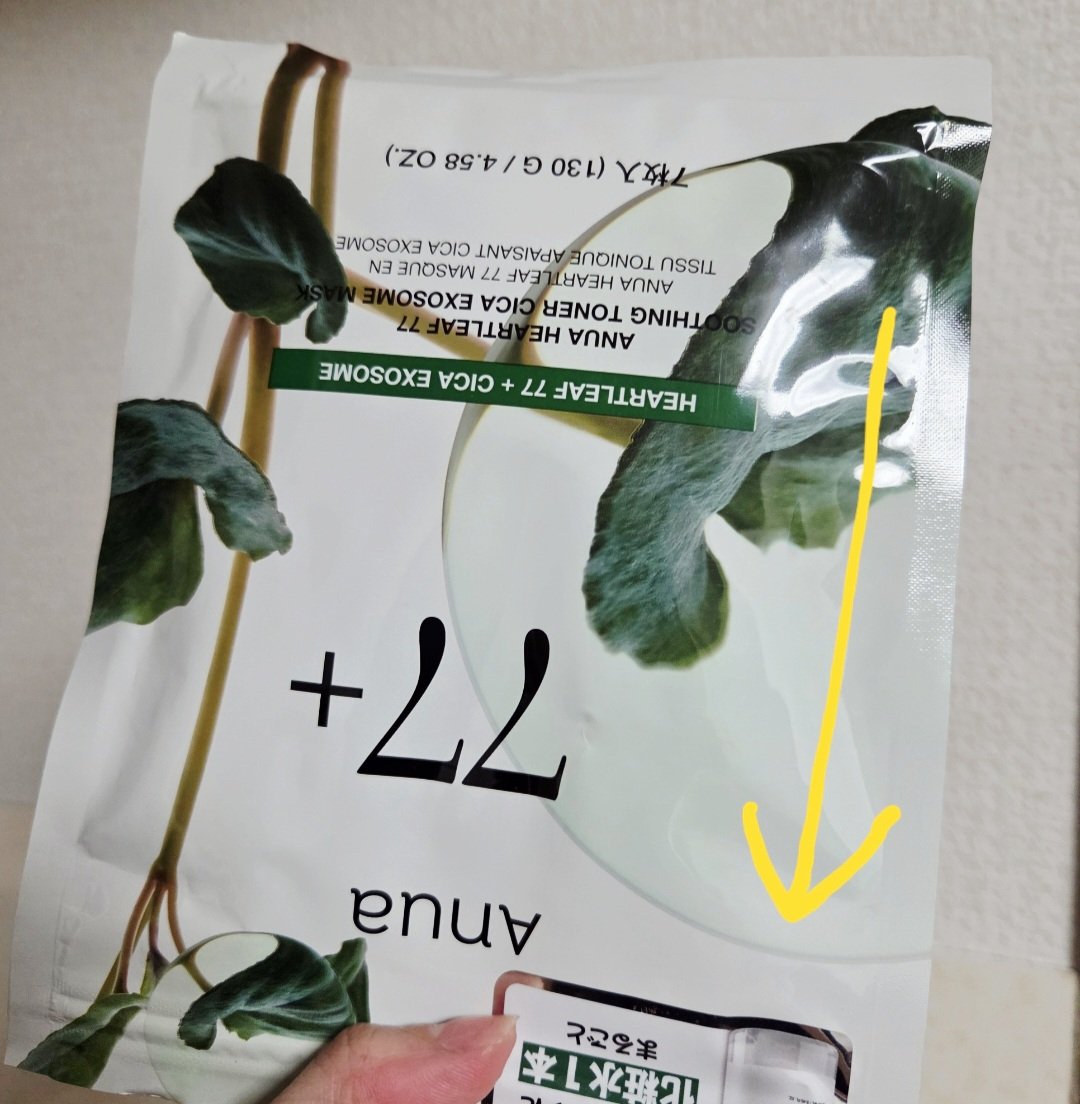 まるごと
化粧水1本
Anua
77+
HEARTLEAF 77 + CICA EXOSOME
ANUA HEARTLEAF 77
SOOTHING TONER CICA EXOSOME MASK
ANUA HEARTLEAF 77 MASQUE EN
TISSU TONIQUE APAISANT CICA EXOSOME
7枚入 (130 G / 4.58 OZ.)